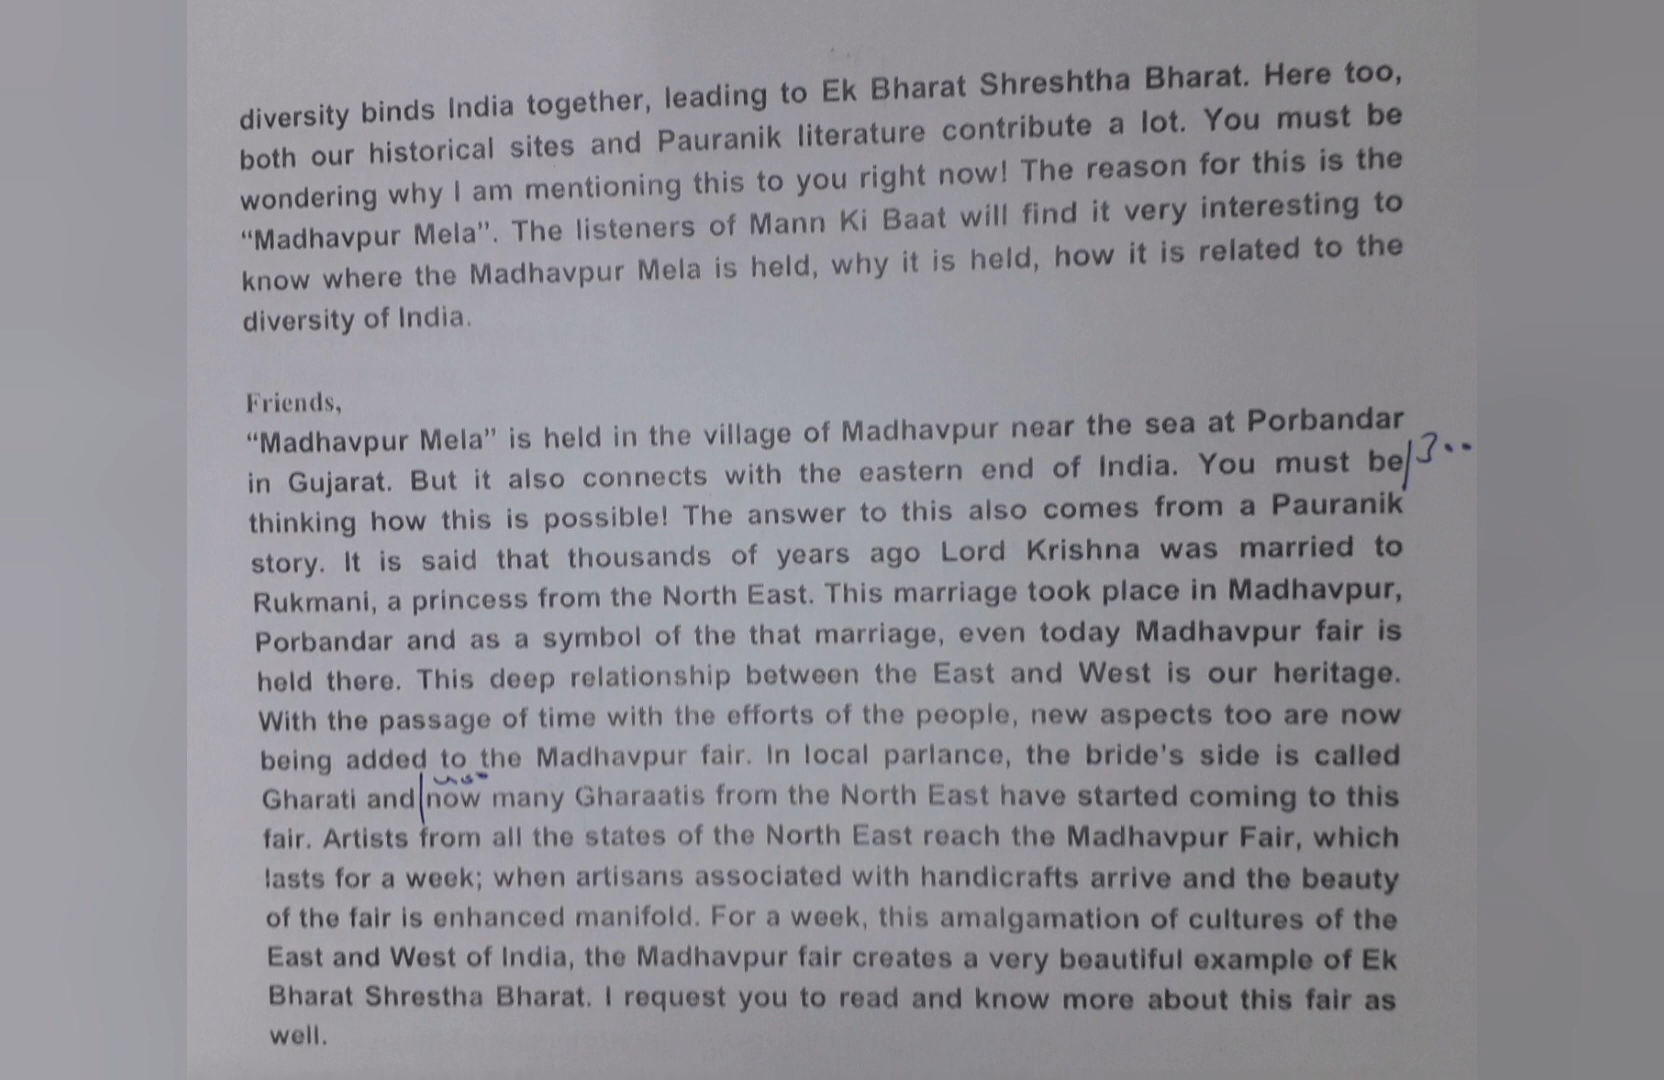 diversity binds India together, leading to Ek Bharat Shreshtha Bharat. Here too,
both our historical sites and Pauranik literature contribute a lot. You must be
wondering why I am mentioning this to you right now! The reason for this is the
“Madhavpur Mela”. The listeners of Mann Ki Baat will find it very interesting to
know where the Madhavpur Mela is held, why it is held, how it is related to the
diversity of India.
Friends,
“Madhavpur Mela” is held in the village of Madhavpur near the sea at Porbandar
in Gujarat. But it also connects with the eastern end of India. You must be
thinking how this is possible! The answer to this also comes from a Pauranik
story. It is said that thousands of years ago Lord Krishna was married to
Rukmani, a princess from the North East. This marriage took place in Madhavpur,
Porbandar and as a symbol of the that marriage, even today Madhavpur fair is
held there. This deep relationship between the East and West is our heritage.
With the passage of time with the efforts of the people, new aspects too are now
being added to the Madhavpur fair. In local parlance, the bride's side is called
Gharati and now many Gharaatis from the North East have started coming to this
fair. Artists from all the states of the North East reach the Madhavpur Fair, which
lasts for a week; when artisans associated with handicrafts arrive and the beauty
of the fair is enhanced manifold. For a week, this amalgamation of cultures of the
East and West of India, the Madhavpur fair creates a very beautiful example of Ek
Bharat Shrestha Bharat. I request you to read and know more about this fair as
well.